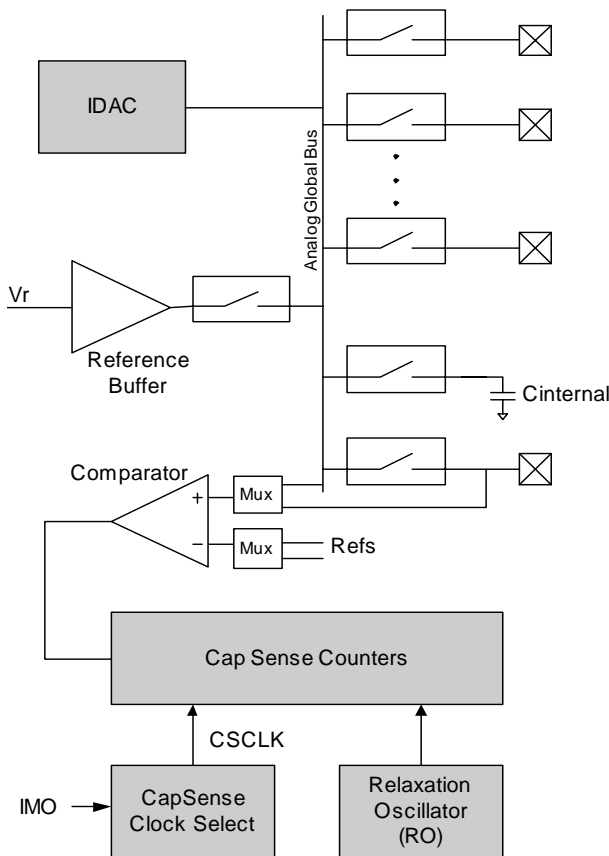 IDAC
Analog Global Bus
Vr
Reference
Buffer
Cinternal
Comparator
+
Mux
−
Mux
Refs
Cap Sense Counters
CSCLK
IMO
CapSense
Clock Select
Relaxation
Oscillator
(RO)